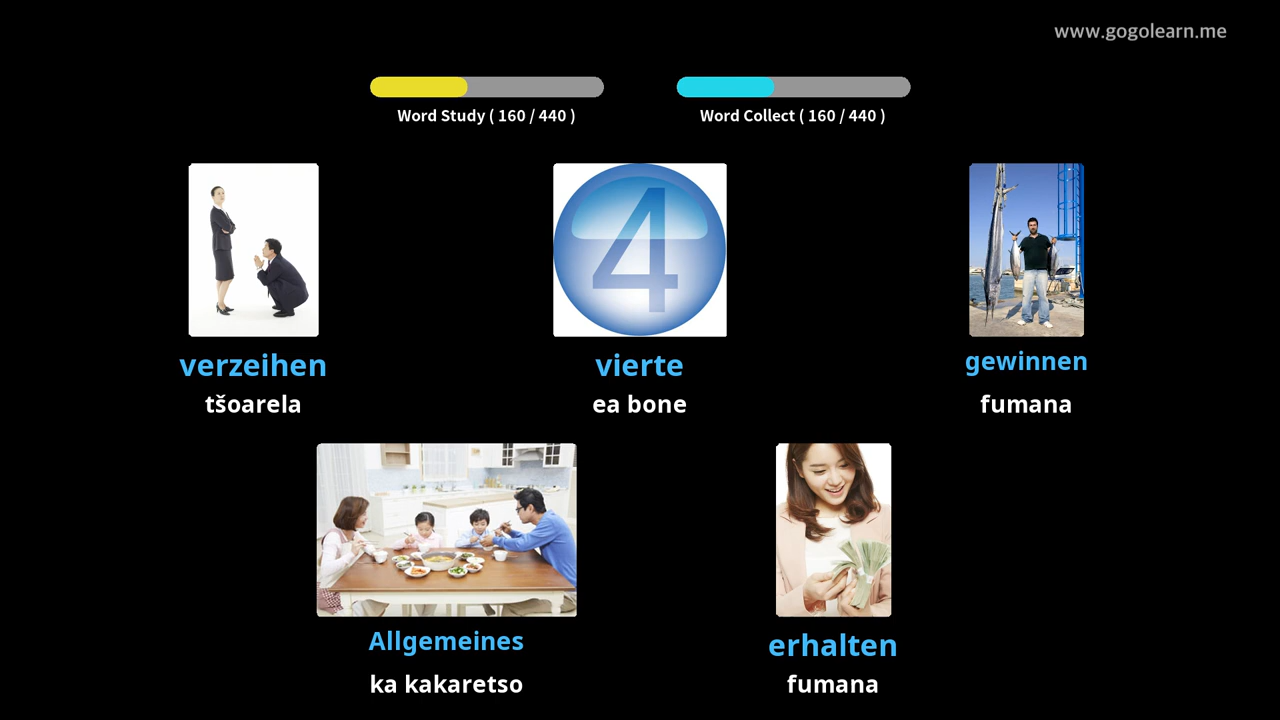 www.gogolearn.me
Word Study ( 160 / 440 )
Word Collect ( 160 / 440 )
4
verzeihen
tšoarela
vierte
ea bone
gewinnen
fumana
Allgemeines
ka kakaretso
erhalten
fumana